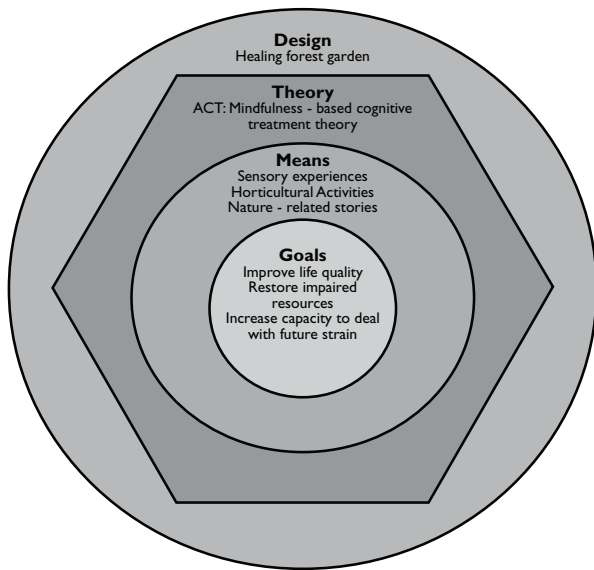 Design
Healing forest garden
Theory
ACT: Mindfulness - based cognitive
treatment theory
Means
Sensory experiences
Horticultural Activities
Nature - related stories
Goals
Improve life quality
Restore impaired
resources
Increase capacity to deal
with future strain